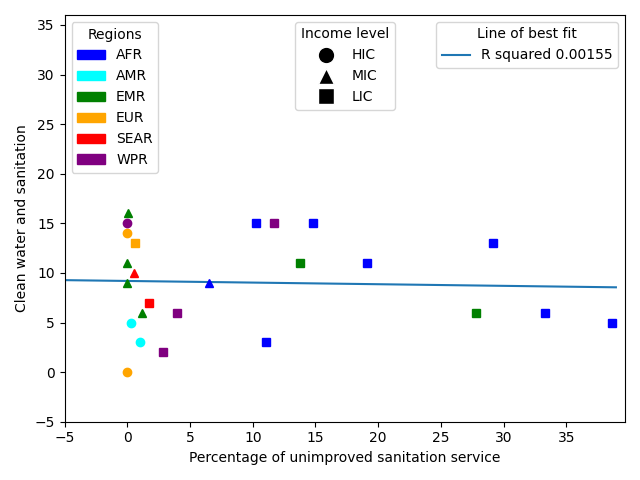 Regions
AFR
AMR
EMR
EUR
SEAR
WPR
Income level
HIC
MIC
LIC
Line of best fit
R squared 0.00155
Clean water and sanitation
35
30
25
20
15
10
5
0
−5
−5 0 5 10 15 20 25 30 35
Percentage of unimproved sanitation service